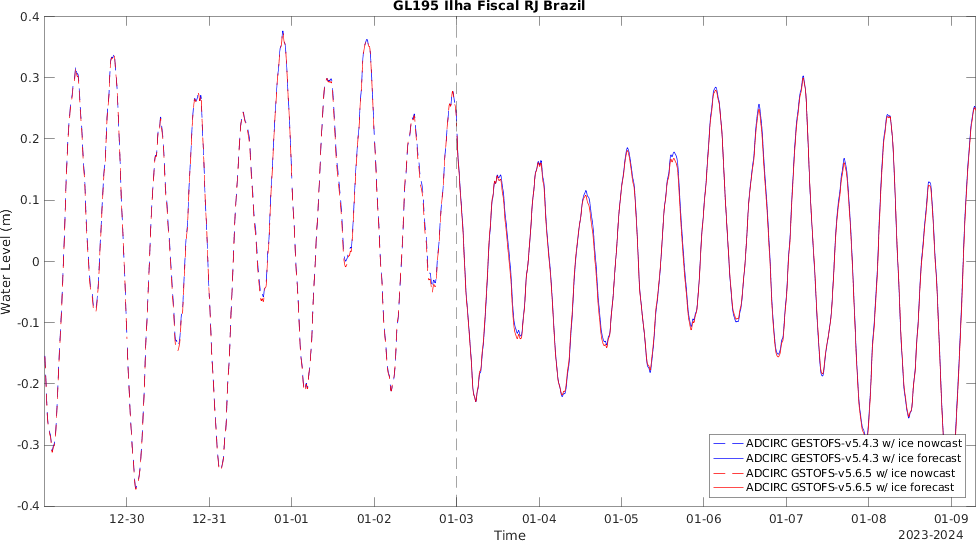 GL195 Ilha Fiscal RJ Brazil
Water Level (m)
0.4
0.3
0.2
0.1
0
-0.1
-0.2
-0.3
-0.4
ADCIRC GESTOFS-v5.4.3 w/ ice nowcast
ADCIRC GESTOFS-v5.4.3 w/ ice forecast
ADCIRC GSTOFS-v5.6.5 w/ ice nowcast
ADCIRC GSTOFS-v5.6.5 w/ ice forecast
12-30 12-31 01-01 01-02 01-03 01-04 01-05 01-06 01-07 01-08 01-09
Time
2023-2024